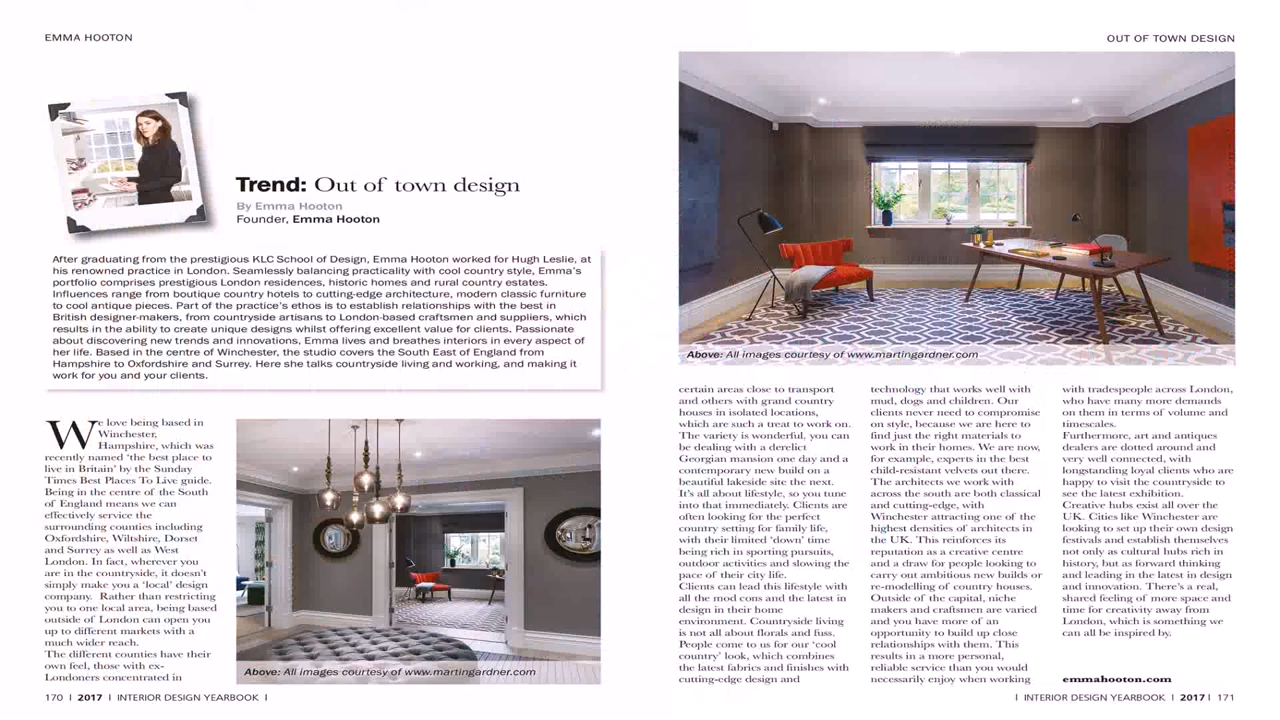 EMMA HOOTON
Trend: Out of town design
By Emma Hooton
Founder, Emma Hooton
After graduating from the prestigious KLC School of Design, Emma Hooton worked for Hugh Leslie, at
his renowned practice in London. Seamlessly balancing practicality with cool country style, Emma's
portfolio comprises prestigious London residences, historic homes and rural country estates.
Influences range from boutique country hotels to cutting-edge architecture, modern classic furniture
to cool antique pieces. Part of the practice's ethos is to establish relationships with the best in
British designer-makers, from countryside artisans to London-based craftsmen and suppliers, which
results in the ability to create unique designs whilst offering excellent value for clients. Passionate
about discovering new trends and innovations, Emma lives and breathes interiors in every aspect of
her life. Based in the centre of Winchester, the studio covers the South East of England from
Hampshire to Oxfordshire and Surrey. Here she talks countryside living and working, and making it
work for you and your clients.
We love being based in
Winchester,
Hampshire, which was
recently named 'the best place to
live in Britain' by the Sunday
Times Best Places To Live guide.
Being in the centre of the South
of England means we can
effectively service the
surrounding counties including
Oxfordshire, Wiltshire, Dorset
and Surrey as well as West
London. In fact, wherever you
are in the countryside, it doesn't
simply make you a 'local' design
company. Rather than restricting
you to one local area, being based
outside of London can open you
up to different markets with a
much wider reach.
The different counties have their
own feel, those with ex-
Londoners concentrated in
Above: All images courtesy of www.martingardner.com
170 I 2017 I INTERIOR DESIGN YEARBOOK I
OUT OF TOWN DESIGN
Above: All images courtesy of www.martingardner.com
certain areas close to transport
and others with grand country
houses in isolated locations,
which are such a treat to work on.
The variety is wonderful, you can
be dealing with a derelict
Georgian mansion one day and a
contemporary new build on a
beautiful lakeside site the next.
It's all about lifestyle, so you tune
into that immediately. Clients are
often looking for the perfect
country setting for family life,
with their limited 'down' time
being rich in sporting pursuits,
outdoor activities and slowing the
pace of their city life.
Clients can lead this lifestyle with
all the mod cons and the latest in
design in their home
environment. Countryside living
is not all about florals and fuss.
People come to us for our 'cool
country' look, which combines
the latest fabrics and finishes with
cutting-edge design and
technology that works well with
mud, dogs and children. Our
clients never need to compromise
on style, because we are here to
find just the right materials to
work in their homes. We are now,
for example, experts in the best
child-resistant velvets out there.
The architects we work with
across the south are both classical
and cutting-edge, with
Winchester attracting one of the
highest densities of architects in
the UK. This reinforces its
reputation as a creative centre
and a draw for people looking to
carry out ambitious new builds or
re-modelling of country houses.
Outside of the capital, niche
makers and craftsmen are varied
and you have more of an
opportunity to build up close
relationships with them. This
results in a more personal,
reliable service than you would
necessarily enjoy when working
with tradespeople across London,
who have many more demands
on them in terms of volume and
timescales.
Furthermore, art and antiques
dealers are dotted around and
very well connected, with
longstanding loyal clients who are
happy to visit the countryside to
see the latest exhibition.
Creative hubs exist all over the
UK. Cities like Winchester are
looking to set up their own design
festivals and establish themselves
not only as cultural hubs rich in
history, but as forward thinking
and leading in the latest in design
and innovation. There's a real,
shared feeling of more space and
time for creativity away from
London, which is something we
can all be inspired by.
emmahooton.com
I INTERIOR DESIGN YEARBOOK I 2017 I 171